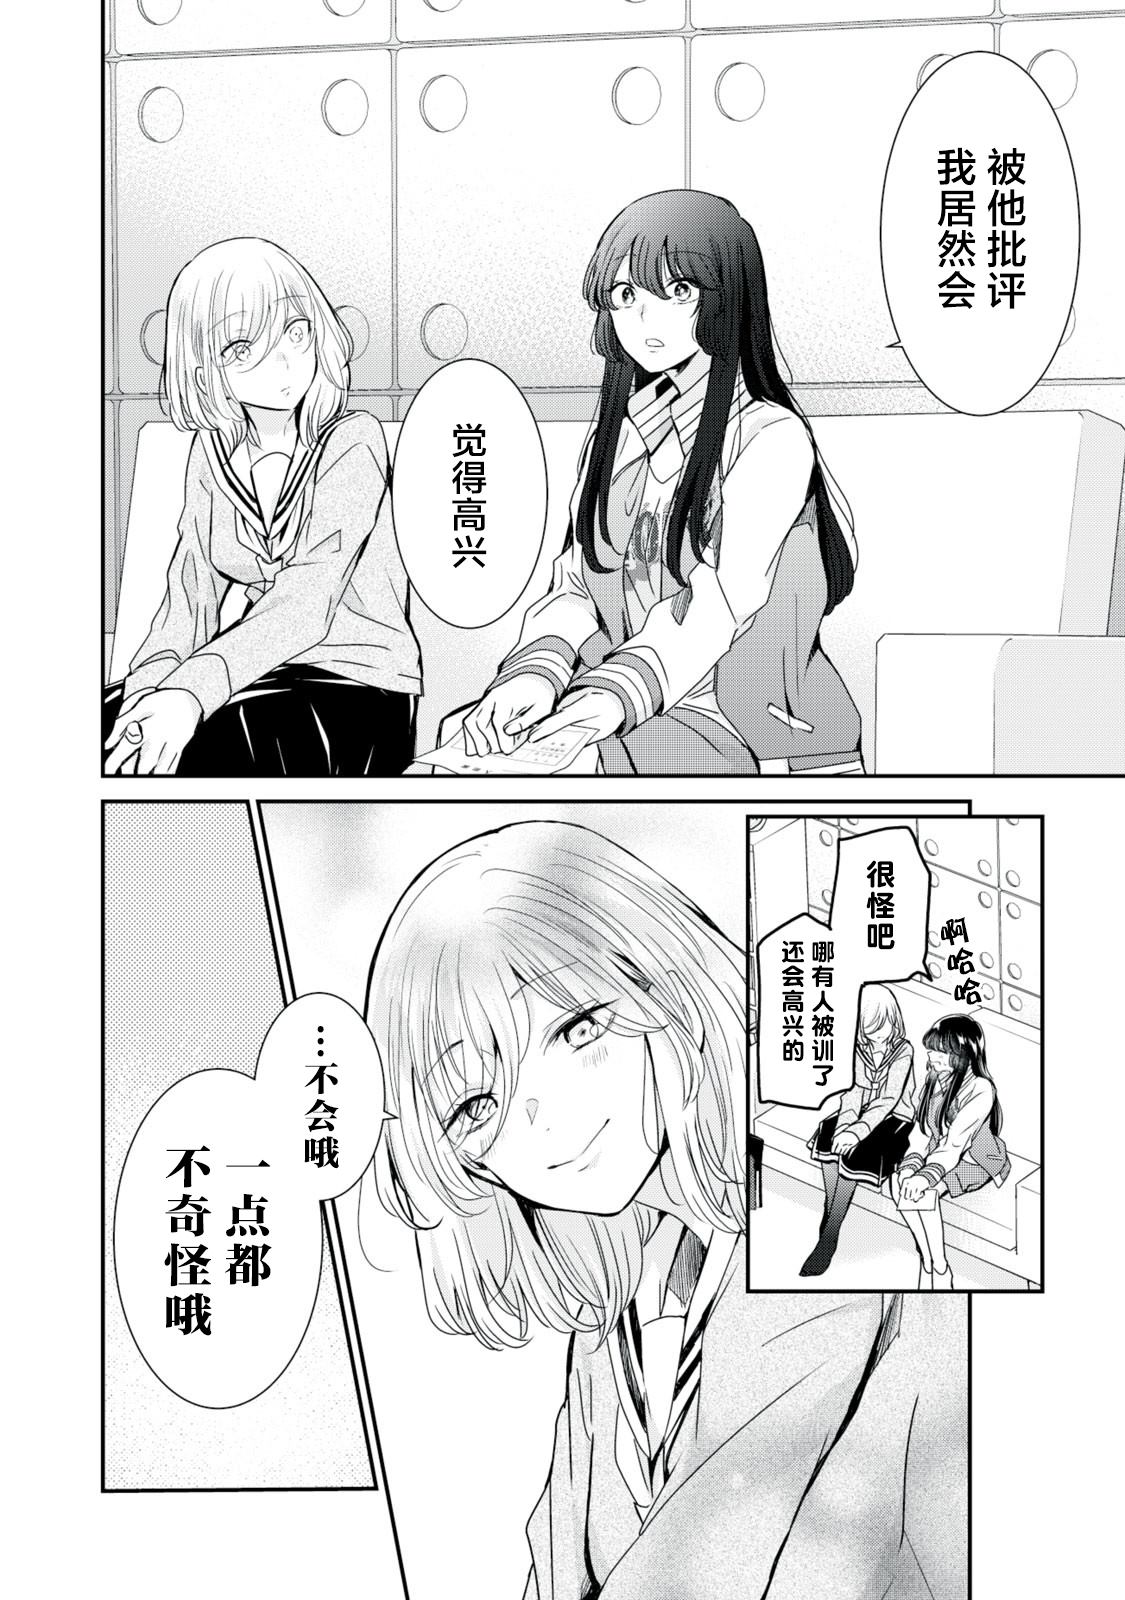 被他批评
我居然会
觉得高兴
很怪吧
哪有人被训了
还会高兴的
啊哈哈
…不会哦
一点都
不奇怪哦